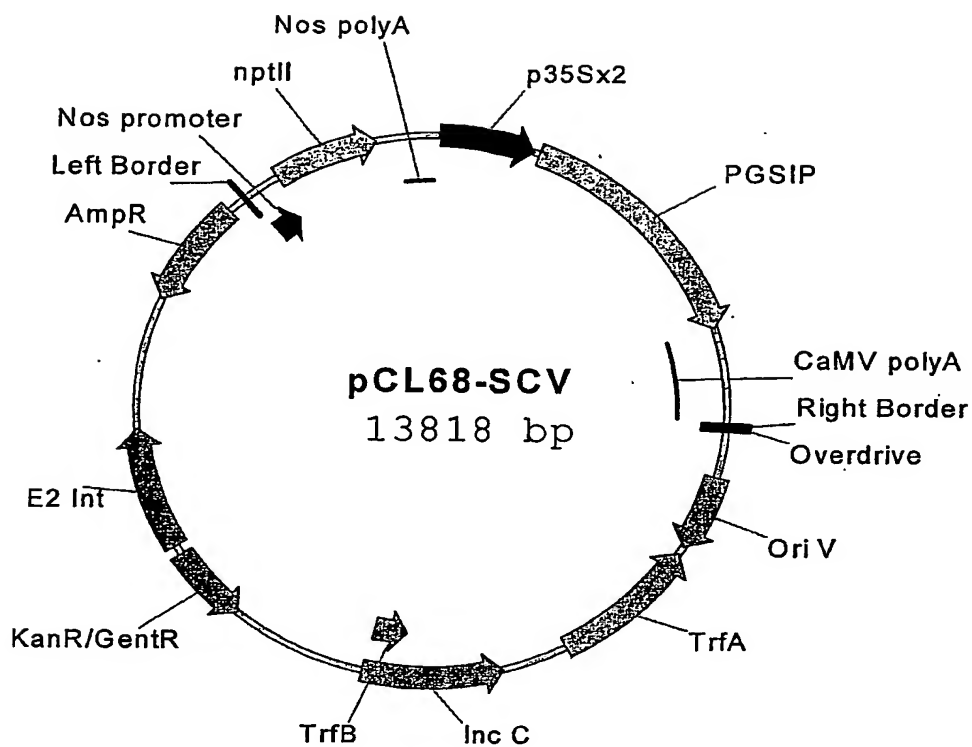 Nos polyA
nptII
p35Sx2
Nos promoter
Left Border
AmpR
PGSIP
pCL68-SCV
13818 bp
CaMV polyA
Right Border
Overdrive
E2 Int
Ori V
KanR/GentR
TrfA
TrfB
Inc C